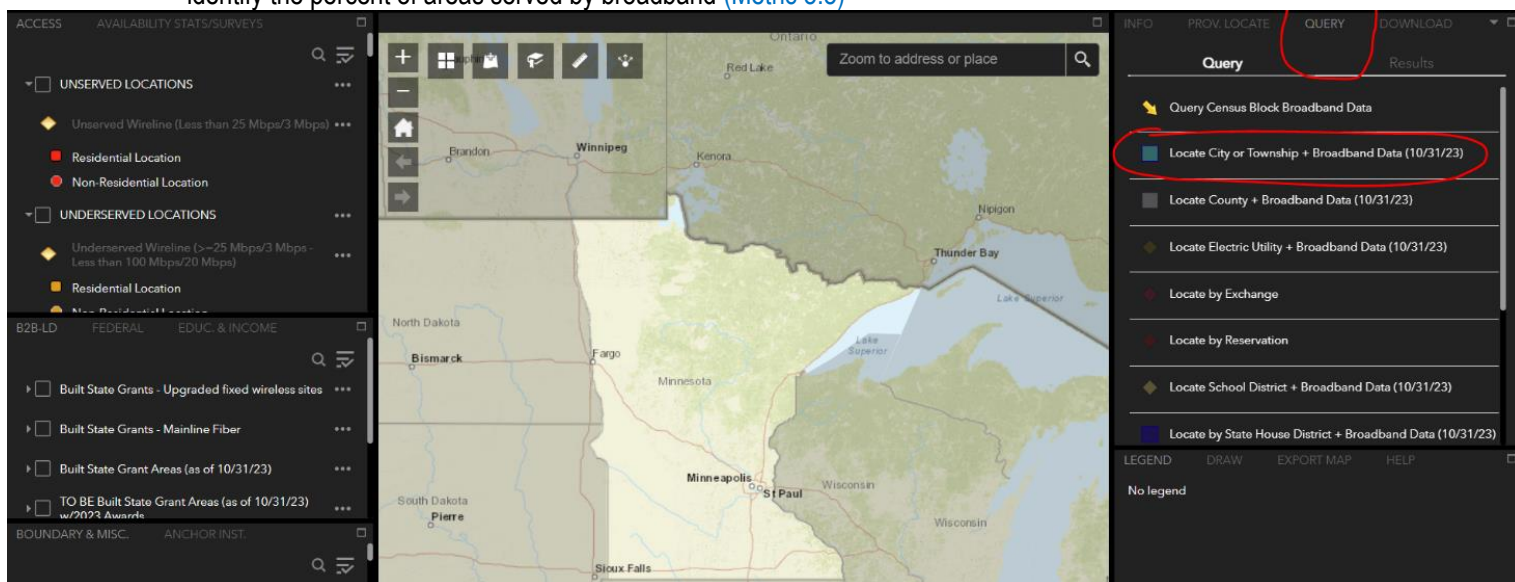 identify the percent of areas served by broadband (Metric 3.3)
ACCESS AVAILABILITY STATS/SURVEYS
UNSERVED LOCATIONS
Unserved Wireline (Less than 25 Mbps/3 Mbps)
Residential Location
Non-Residential Location
UNDERSERVED LOCATIONS
Underserved Wireline (>=25 Mbps/3 Mbps -
Less than 100 Mbps/20 Mbps)
Residential Location
Non-Residential Location
B2B-LD FEDERAL EDUC. & INCOME
Built State Grants - Upgraded fixed wireless sites
Built State Grants - Mainline Fiber
Built State Grant Areas (as of 10/31/23)
TO BE Built State Grant Areas (as of 10/31/23)
w/2023 Awards
BOUNDARY & MISC. ANCHOR INST.
Zoom to address or place
Ontario
Red Lake
Brandon
Winnipeg
Kenora
Nipigon
Thunder Bay
Lake Superior
North Dakota
Lake
Superior
Bismarck
Fargo
Minnesota
Minneapolis
St Paul
Wisconsin
South Dakota
Pierre
Wisconsin
Sioux Falls
INFO PROV. LOCATE QUERY DOWNLOAD
Query Results
Query Census Block Broadband Data
Locate City or Township + Broadband Data (10/31/23)
Locate County + Broadband Data (10/31/23)
Locate Electric Utility + Broadband Data (10/31/23)
Locate by Exchange
Locate by Reservation
Locate School District + Broadband Data (10/31/23)
Locate by State House District + Broadband Data (10/31/23)
LEGEND DRAW EXPORT MAP HELP
No legend